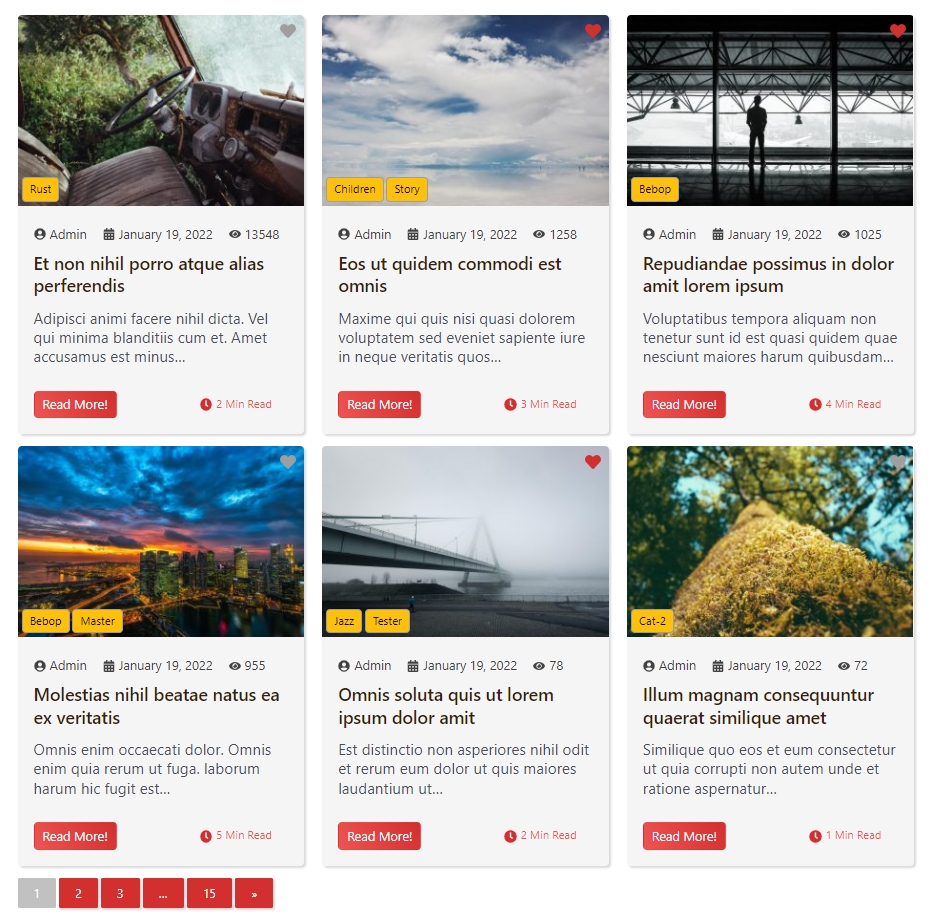 Rust
Children Story
Bebop
Admin January 19, 2022 13548
Et non nihil porro atque alias
perferendis
Adipisci animi facere nihil dicta. Vel
qui minima blanditiis cum et. Amet
accusamus est minus...
Read More! 2 Min Read
Admin January 19, 2022 1258
Eos ut quidem commodi est
omnis
Maxime qui quis nisi quasi dolorem
voluptatem sed eveniet sapiente iure
in neque veritatis quos...
Read More! 3 Min Read
Admin January 19, 2022 1025
Repudiandae possimus in dolor
amit lorem ipsum
Voluptatibus tempora aliquam non
tenetur sunt id est quasi quidem quae
nesciunt maiores harum quibusdam...
Read More! 4 Min Read
Bebop Master
Jazz Tester
Cat-2
Admin January 19, 2022 955
Molestias nihil beatae natus ea
ex veritatis
Omnis enim occaecati dolor. Omnis
enim quia rerum ut fuga. laborum
harum hic fugit est...
Read More! 5 Min Read
Admin January 19, 2022 78
Omnis soluta quis ut lorem
ipsum dolor amit
Est distinctio non asperiores nihil odit
et rerum eum dolor ut quis maiores
laudantium ut...
Read More! 2 Min Read
Admin January 19, 2022 72
Illum magnam consequuntur
quaerat similique amet
Similique quo eos et eum consectetur
ut quia corrupti non autem unde et
ratione aspernatur...
Read More! 1 Min Read
1 2 3 ... 15 »